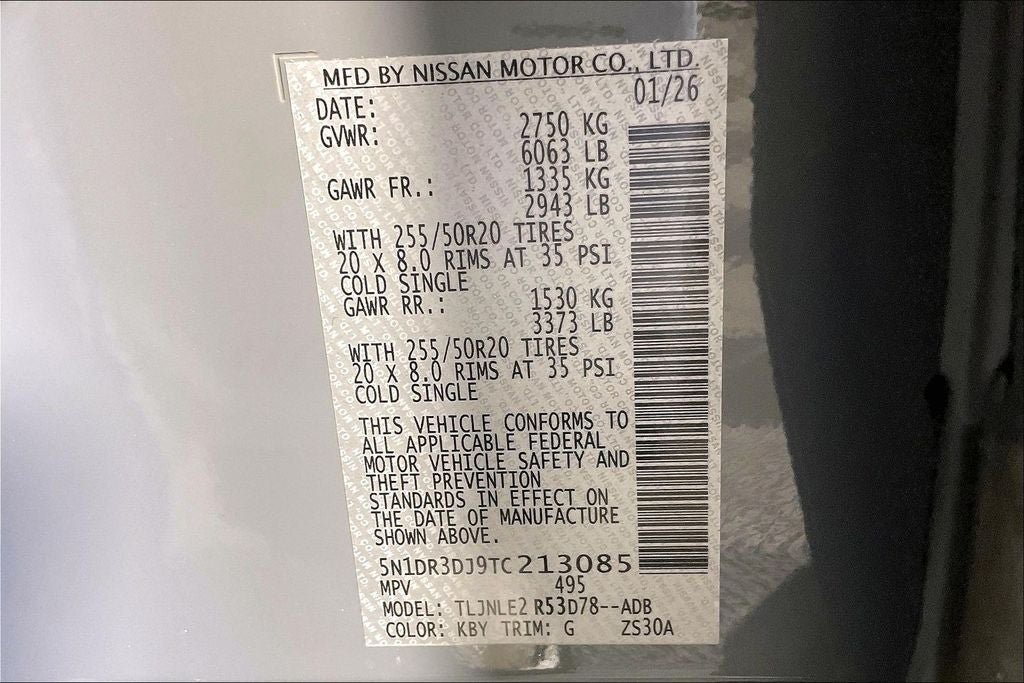 MFD BY NISSAN MOTOR CO., LTD.
DATE: 01/26
GVWR: 2750 KG
6063 LB
GAWR FR.: 1335 KG
2943 LB
WITH 255/50R20 TIRES
20 X 8.0 RIMS AT 35 PSI
COLD SINGLE
GAWR RR.: 1530 KG
3373 LB
WITH 255/50R20 TIRES
20 X 8.0 RIMS AT 35 PSI
COLD SINGLE
THIS VEHICLE CONFORMS TO
ALL APPLICABLE FEDERAL
MOTOR VEHICLE SAFETY AND
THEFT PREVENTION
STANDARDS IN EFFECT ON
THE DATE OF MANUFACTURE
SHOWN ABOVE.
5N1DR3DJ9TC213085
MPV 495
MODEL: TLJNLE2 R53D78--ADB
COLOR: KBY TRIM: G ZS30A